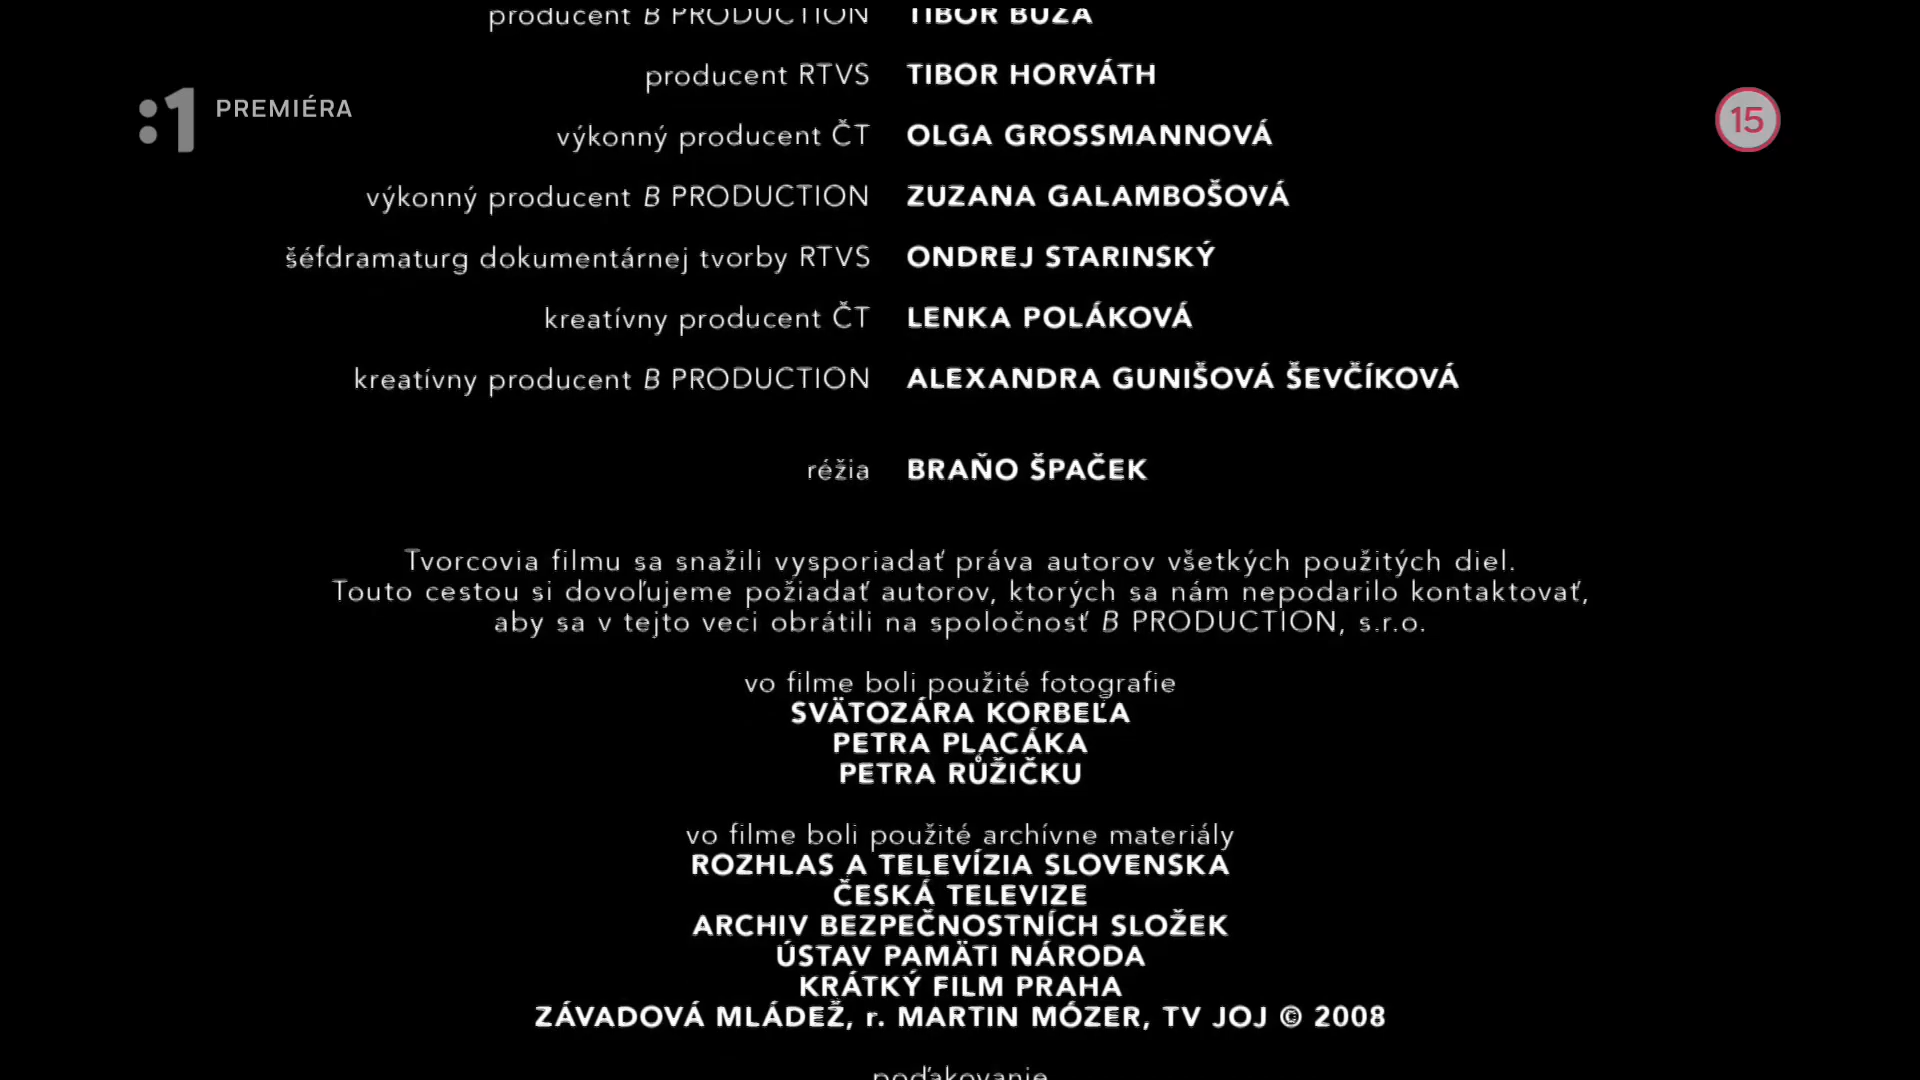 producent B PRODUCTION TIBOR BÚZA
producent RTVS TIBOR HORVÁTH
:1 PREMIÉRA
15
výkonný producent ČT OLGA GROSSMANNOVÁ
výkonný producent B PRODUCTION ZUZANA GALAMBOŠOVÁ
šéfdramaturg dokumentárnej tvorby RTVS ONDREJ STARINSKÝ
kreatívny producent ČT LENKA POLÁKOVÁ
kreatívny producent B PRODUCTION ALEXANDRA GUNIŠOVÁ ŠEVČÍKOVÁ
réžia BRAŇO ŠPAČEK
Tvorcovia filmu sa snažili vysporiadať práva autorov všetkých použitých diel.
Touto cestou si dovoľujeme požiadať autorov, ktorých sa nám nepodarilo kontaktovať,
aby sa v tejto veci obrátili na spoločnosť B PRODUCTION, s.r.o.
vo filme boli použité fotografie
SVÄTOZÁRA KORBEĽA
PETRA PLACÁKA
PETRA RŮŽIČKU
vo filme boli použité archívne materiály
ROZHLAS A TELEVÍZIA SLOVENSKA
ČESKÁ TELEVIZE
ARCHIV BEZPEČNOSTNÍCH SLOŽEK
ÚSTAV PAMÄTI NÁRODA
KRÁTKÝ FILM PRAHA
ZÁVADOVÁ MLÁDEŽ, r. MARTIN MÓZER, TV JOJ © 2008
poďakovanie